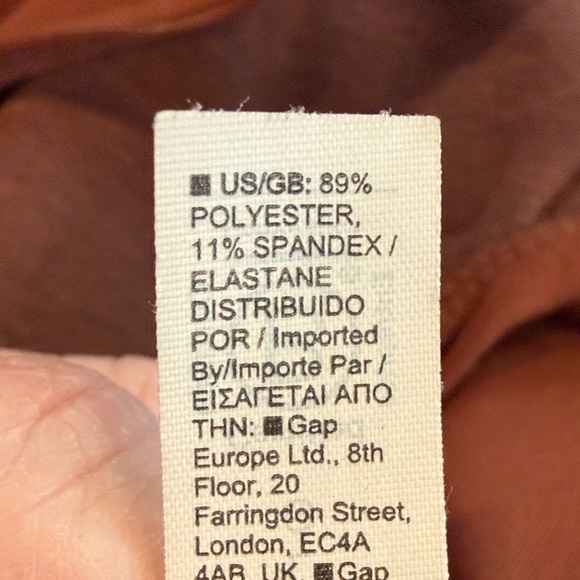 ■ US/GB: 89%
POLYESTER,
11% SPANDEX /
ELASTANE
DISTRIBUIDO
POR / Imported
By/Importe Par /
ΕΙΣΑΓΕΤΑΙ ΑΠΟ
THN: ■ Gap
Europe Ltd., 8th
Floor, 20
Farringdon Street,
London, EC4A
4AB, UK. ■ Gap